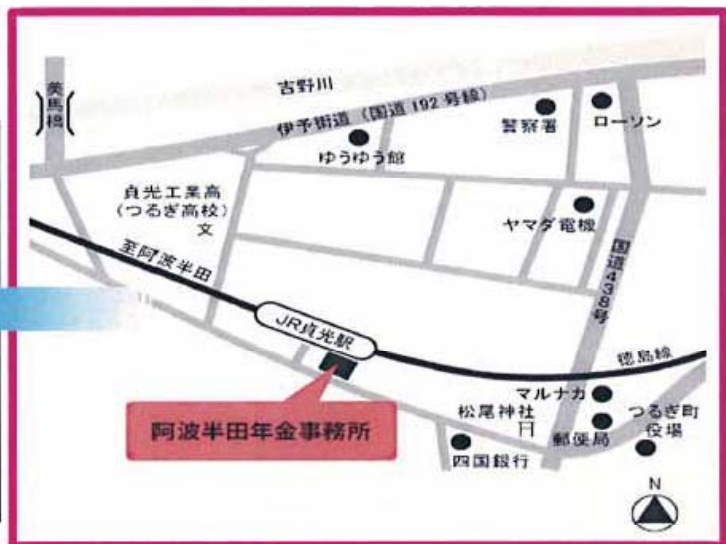 美馬橋
吉野川
伊予街道(国道192号線)
ゆうゆう館
警察署
ローソン
貞光工業高
(つるぎ高校)
文
ヤマダ電機
国道438号
至阿波半田
JR貞光駅
徳島線
阿波半田年金事務所
マルナカ
松尾神社
郵便局
つるぎ町
役場
四国銀行
N